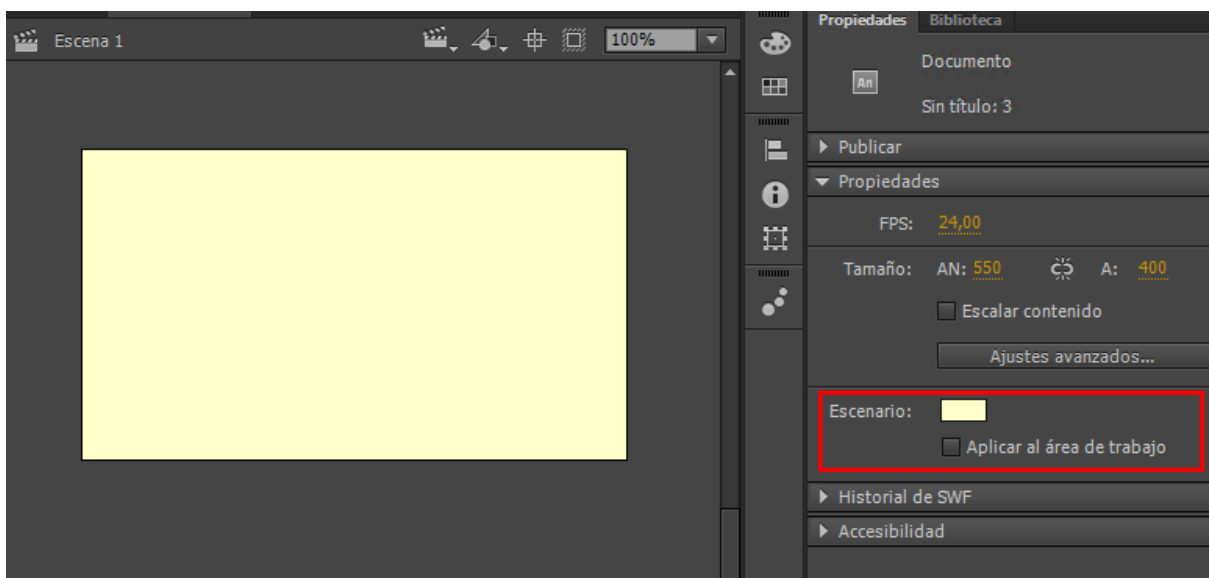 Escena 1
100%
Propiedades Biblioteca
Documento
An
Sin título: 3
Publicar
Propiedades
FPS: 24,00
Tamaño: AN: 550 A: 400
Escalar contenido
Ajustes avanzados...
Escenario:
Aplicar al área de trabajo
Historial de SWF
Accesibilidad